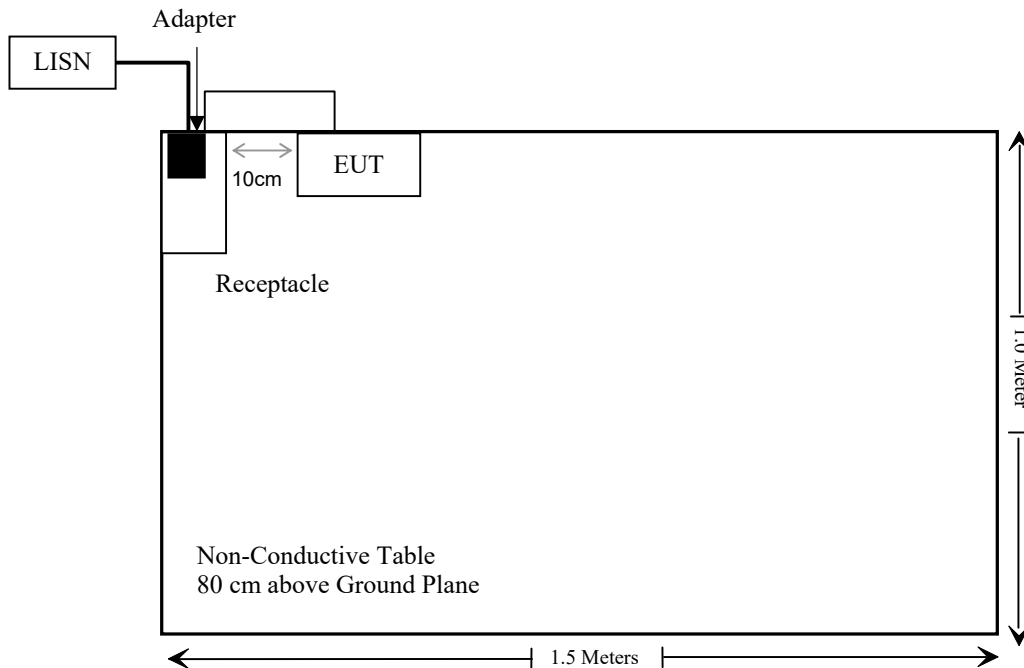 Adapter
LISN
EUT
10cm
Receptacle
1.0 Meter
Non-Conductive Table
80 cm above Ground Plane
1.5 Meters